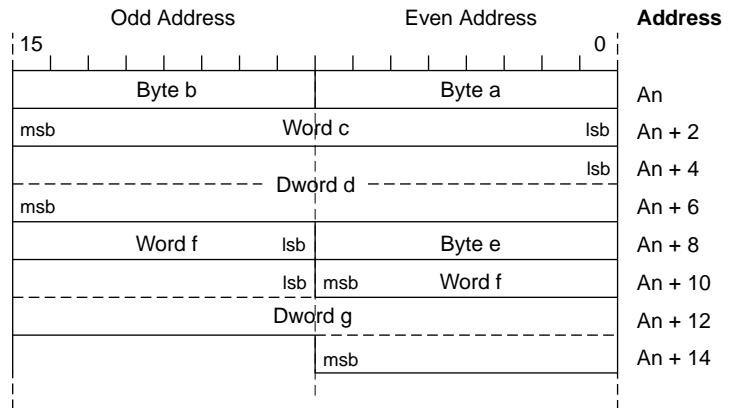 Odd Address Even Address Address
15 0
Byte b Byte a An
msb Word c lsb An + 2
lsb An + 4
Dword d
msb An + 6
Word f lsb Byte e An + 8
lsb msb Word f An + 10
Dword g An + 12
msb An + 14